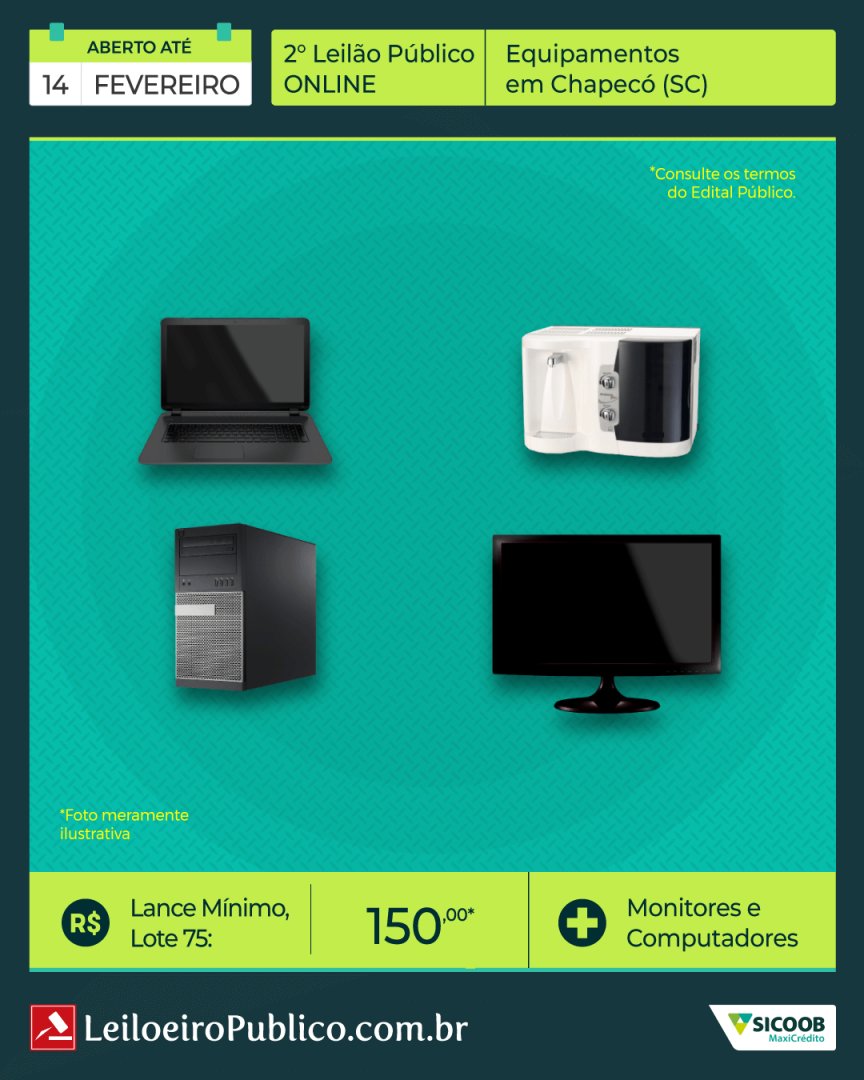 ABERTO ATÉ
14 FEVEREIRO
2º Leilão Público
ONLINE
Equipamentos
em Chapecó (SC)
*Consulte os termos
do Edital Público.
*Foto meramente
ilustrativa
R$
Lance Mínimo,
Lote 75:
150,00*
Monitores e
Computadores
LeiloeiroPublico.com.br
SICOOB
MaxiCrédito